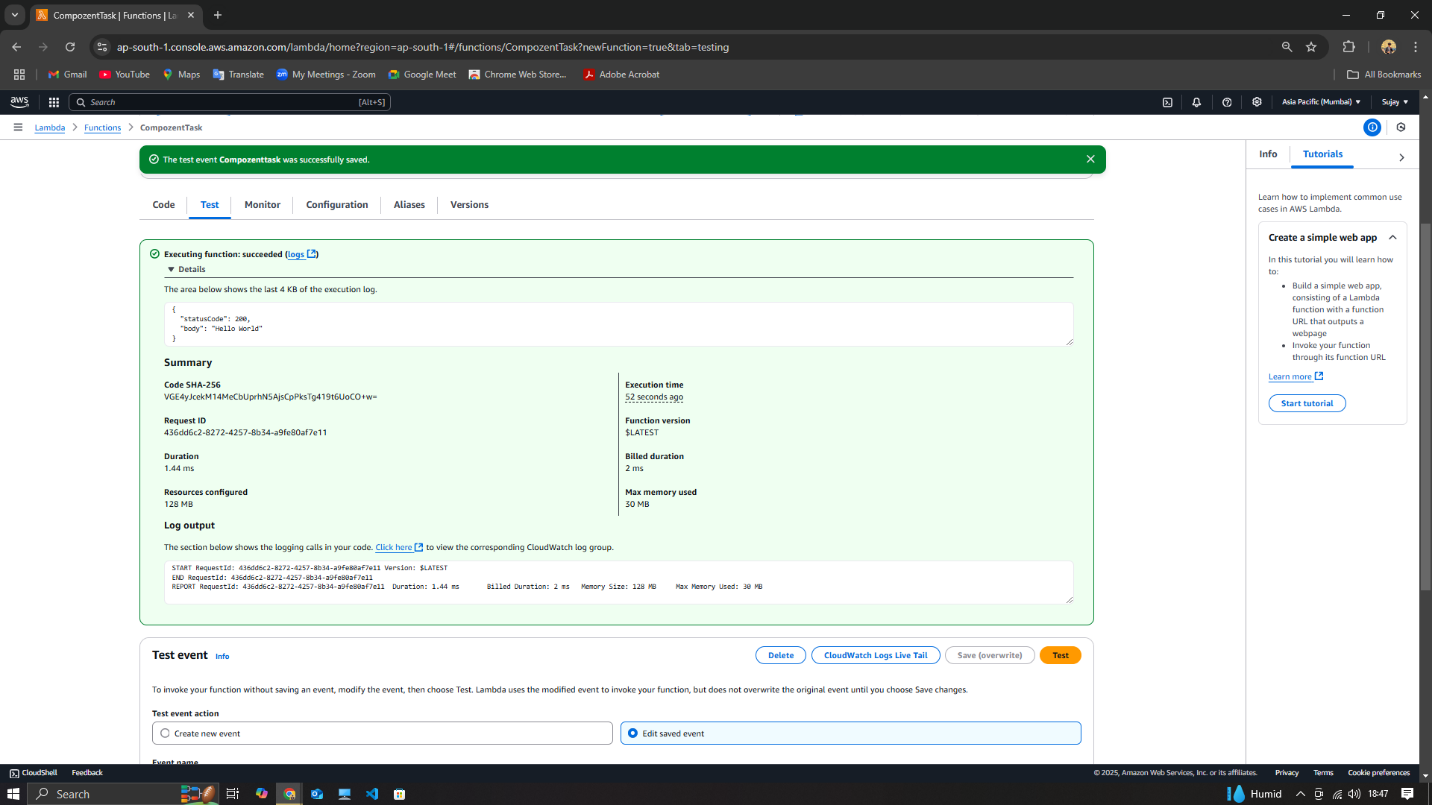 CompozentTask | Functions | La
ap-south-1.console.aws.amazon.com/lambda/home?region=ap-south-1#/functions/CompozentTask?newFunction=true&tab=testing
Gmail YouTube Maps Translate My Meetings - Zoom Google Meet Chrome Web Store... Adobe Acrobat All Bookmarks
aws Search [Alt+S] Asia Pacific (Mumbai) ▼ Sujay ▼
Lambda > Functions > CompozentTask
The test event Compozenttask was successfully saved.
Code Test Monitor Configuration Aliases Versions
Executing function: succeeded (logs)
▼ Details
The area below shows the last 4 KB of the execution log.
{
"statusCode": 200,
"body": "Hello World"
}
Summary
Code SHA-256
VGE4yJcekM14MeCbUprhN5AjsCpPksTg419t6UoCO+w=
Execution time
52 seconds ago
Request ID
436dd6c2-8272-4257-8b34-a9fe80af7e11
Function version
$LATEST
Duration
1.44 ms
Billed duration
2 ms
Resources configured
128 MB
Max memory used
30 MB
Log output
The section below shows the logging calls in your code. Click here to view the corresponding CloudWatch log group.
START RequestId: 436dd6c2-8272-4257-8b34-a9fe80af7e11 Version: $LATEST
END RequestId: 436dd6c2-8272-4257-8b34-a9fe80af7e11
REPORT RequestId: 436dd6c2-8272-4257-8b34-a9fe80af7e11 Duration: 1.44 ms Billed Duration: 2 ms Memory Size: 128 MB Max Memory Used: 30 MB
Test event Info
Delete CloudWatch Logs Live Tail Save (overwrite) Test
To invoke your function without saving an event, modify the event, then choose Test. Lambda uses the modified event to invoke your function, but does not overwrite the original event until you choose Save changes.
Test event action
Create new event Edit saved event
Event name
Info Tutorials
Learn how to implement common use
cases in AWS Lambda.
Create a simple web app
In this tutorial you will learn how
to:
• Build a simple web app,
consisting of a Lambda
function with a function
URL that outputs a
webpage
• Invoke your function
through its function URL
Learn more
Start tutorial
CloudShell Feedback © 2025, Amazon Web Services, Inc. or its affiliates. Privacy Terms Cookie preferences
Search Humid 18:47